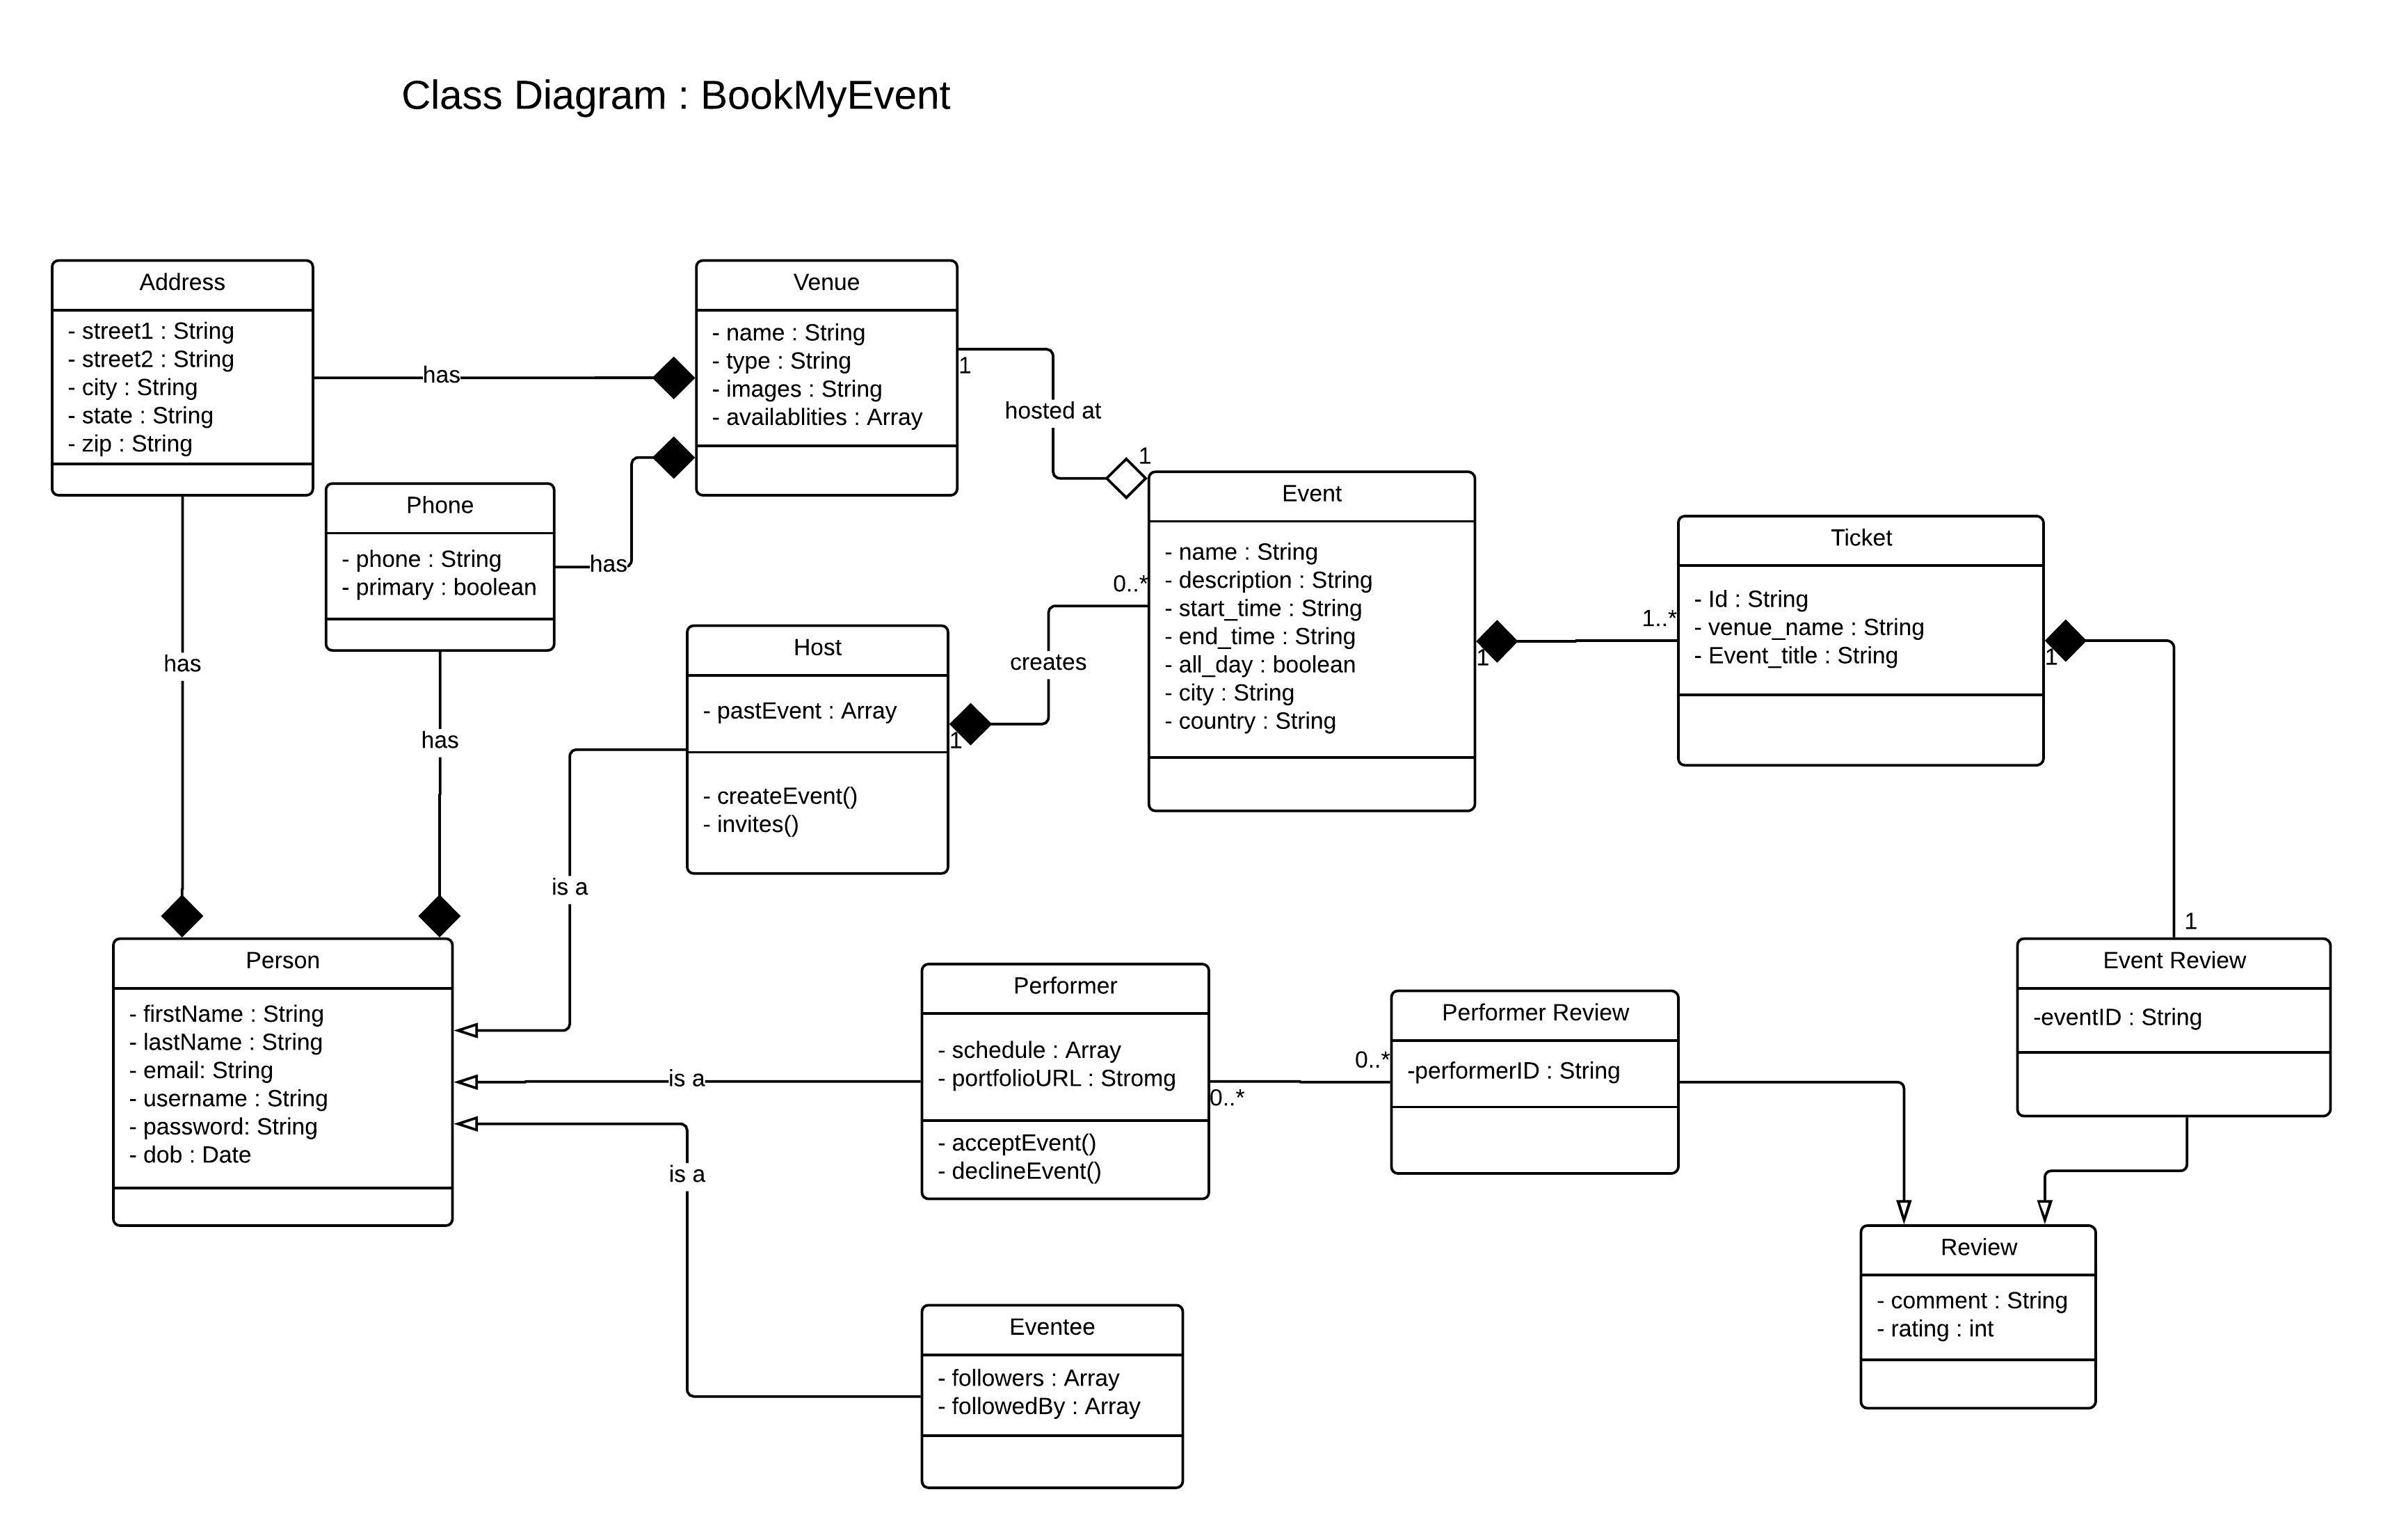 Class Diagram : BookMyEvent
Address
- street1 : String
- street2 : String
- city : String
- state : String
- zip : String
has
Venue
- name : String
- type : String
- images : String
- availablities : Array
1
hosted at
1
Phone
- phone : String
- primary : boolean
has
has
has
Host
- pastEvent : Array
- createEvent()
- invites()
1
creates
0..*
Event
- name : String
- description : String
- start_time : String
- end_time : String
- all_day : boolean
- city : String
- country : String
1
1..*
Ticket
- Id : String
- venue_name : String
- Event_title : String
1
1
is a
Person
- firstName : String
- lastName : String
- email: String
- username : String
- password: String
- dob : Date
is a
is a
Performer
- schedule : Array
- portfolioURL : Stromg
- acceptEvent()
- declineEvent()
0..*
0..*
Performer Review
-performerID : String
Event Review
-eventID : String
Review
- comment : String
- rating : int
Eventee
- followers : Array
- followedBy : Array